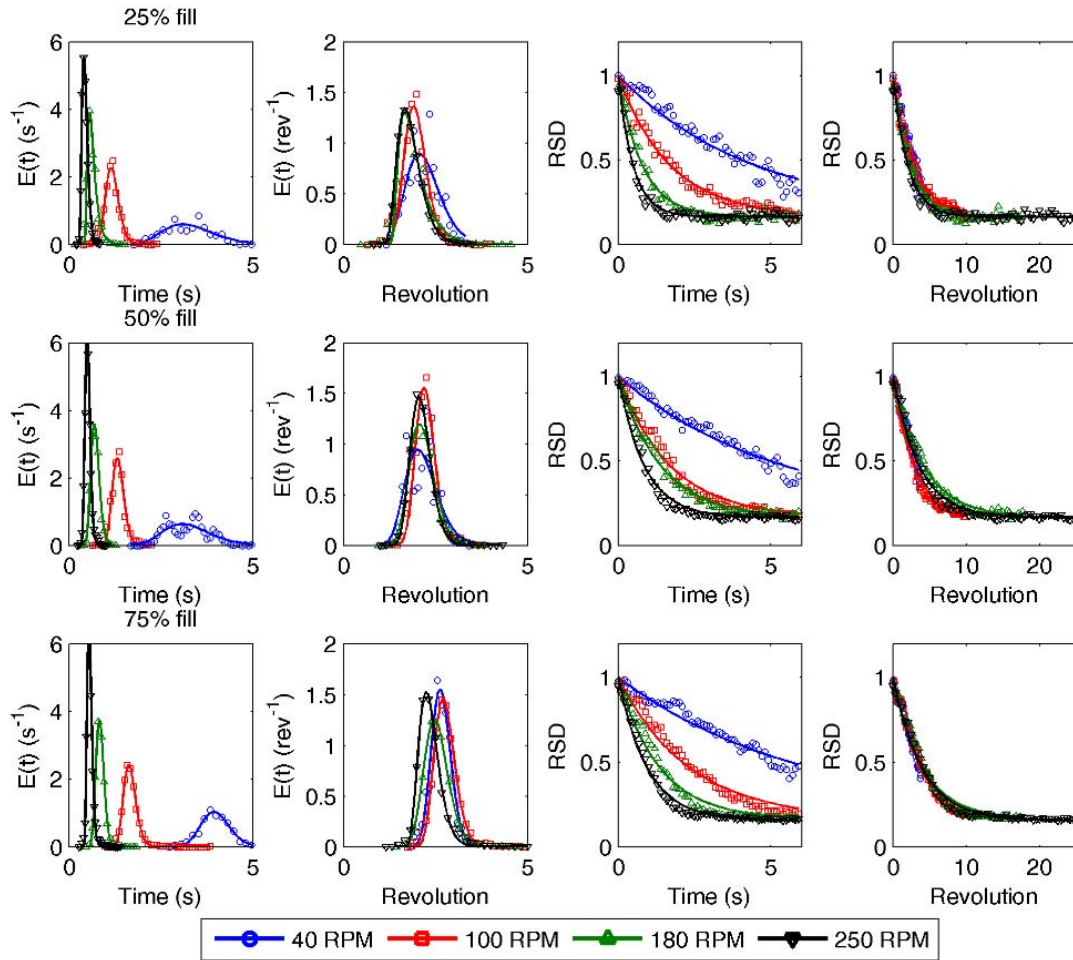 25% fill
6
4
2
0
E(t) (s⁻¹)
0 5
Time (s)
2
1.5
1
0.5
0
E(t) (rev⁻¹)
0 5
Revolution
1
0.5
0
RSD
0 5
Time (s)
1
0.5
0
RSD
0 10 20
Revolution
50% fill
6
4
2
0
E(t) (s⁻¹)
0 5
Time (s)
2
1.5
1
0.5
0
E(t) (rev⁻¹)
0 5
Revolution
1
0.5
0
RSD
0 5
Time (s)
1
0.5
0
RSD
0 10 20
Revolution
75% fill
6
4
2
0
E(t) (s⁻¹)
0 5
Time (s)
2
1.5
1
0.5
0
E(t) (rev⁻¹)
0 5
Revolution
1
0.5
0
RSD
0 5
Time (s)
1
0.5
0
RSD
0 10 20
Revolution
40 RPM 100 RPM 180 RPM 250 RPM